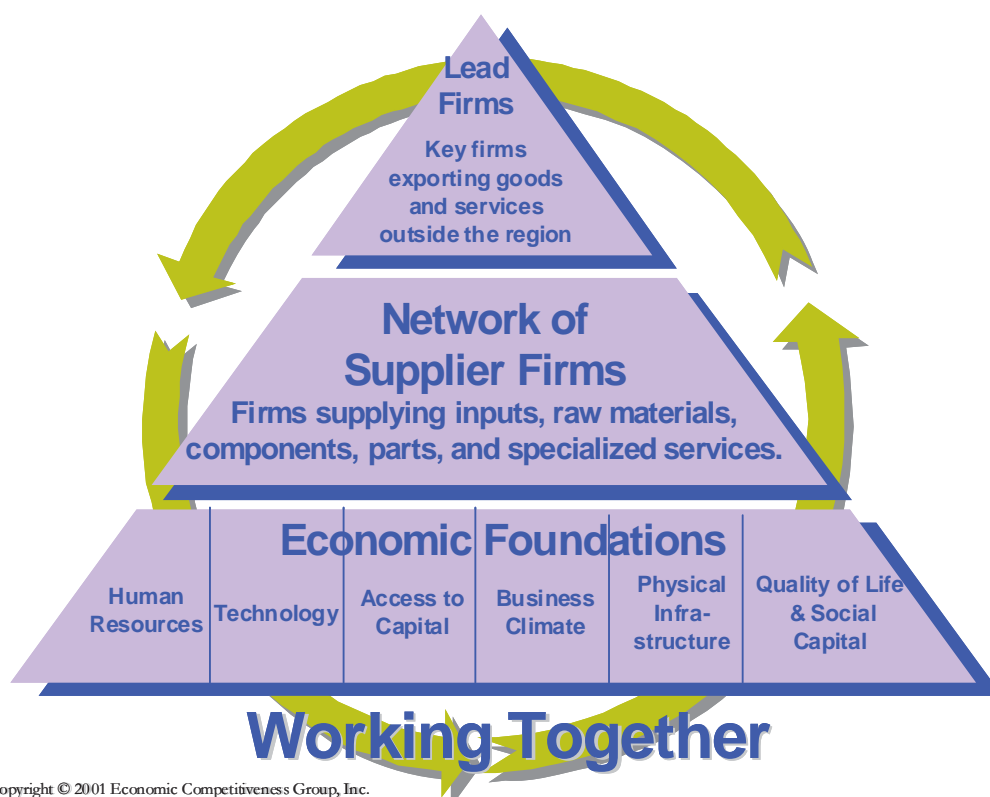 Lead
Firms
Key firms
exporting goods
and services
outside the region
Network of
Supplier Firms
Firms supplying inputs, raw materials,
components, parts, and specialized services.
Economic Foundations
Human
Resources
Technology
Access to
Capital
Business
Climate
Physical
Infra-
structure
Quality of Life
& Social
Capital
Working Together
opyright © 2001 Economic Competitiveness Group, Inc.